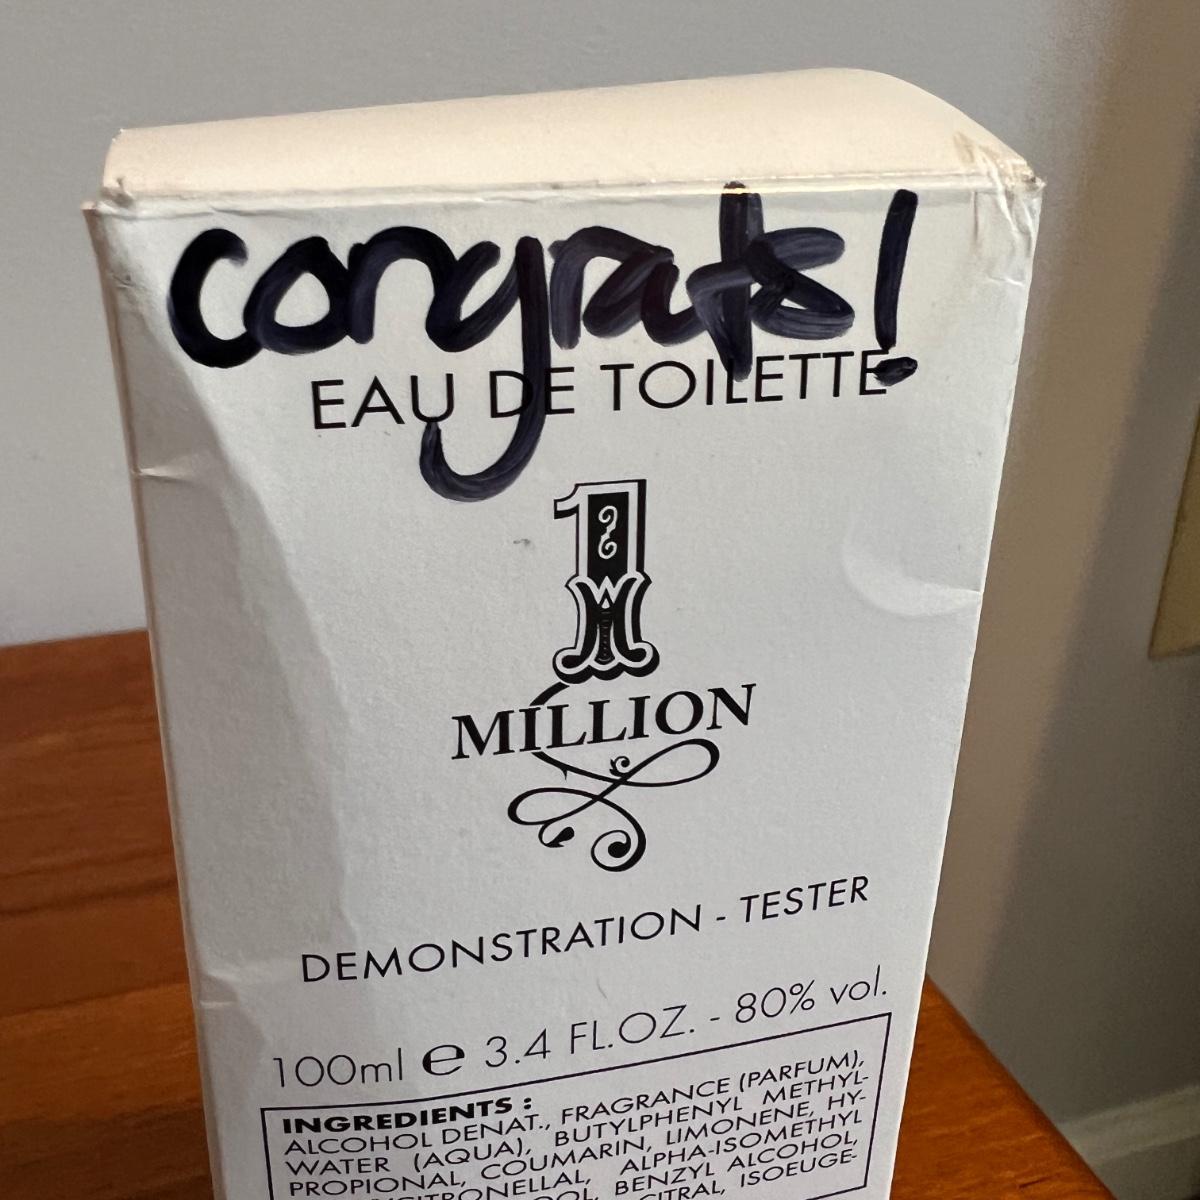 congrats!
EAU DE TOILETTE
1
MILLION
DEMONSTRATION - TESTER
100ml e 3.4 FL.OZ. - 80% vol.
INGREDIENTS :
ALCOHOL DENAT., FRAGRANCE (PARFUM),
WATER (AQUA), BUTYLPHENYL METHYL-
PROPIONAL, COUMARIN, LIMONENE, HY-
CITRONELLAL, ALPHA-ISOMETHYL
BENZYL ALCOHOL,
CITRAL, ISOEUGE-